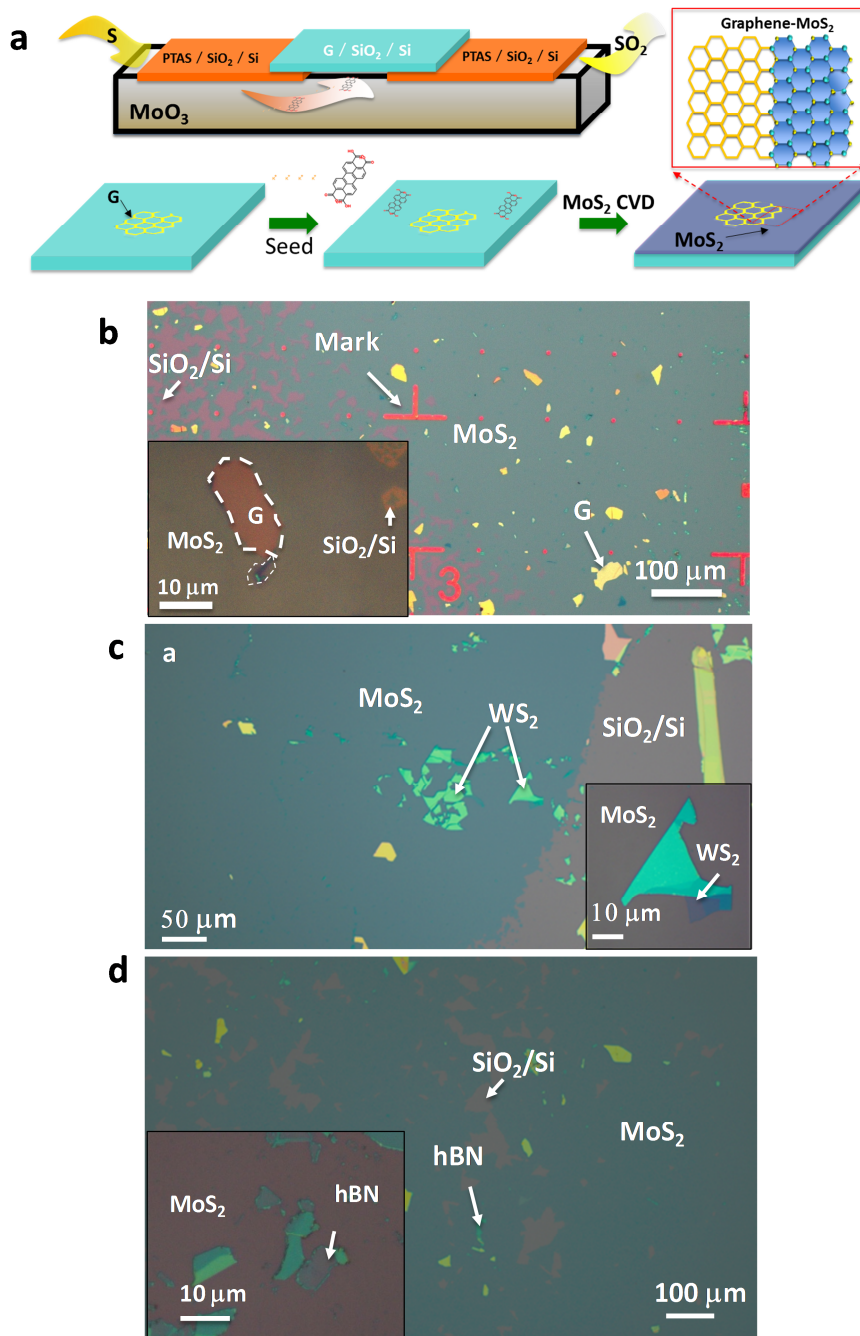 a
S
PTAS / SiO₂ / Si
G / SiO₂ / Si
PTAS / SiO₂ / Si
SO₂
MoO₃
Graphene-MoS₂
G
Seed
MoS₂ CVD
MoS₂
b
SiO₂/Si
Mark
MoS₂
G
MoS₂
SiO₂/Si
10 μm
G
3
100 μm
c
a
MoS₂
WS₂
SiO₂/Si
50 μm
MoS₂
WS₂
10 μm
d
SiO₂/Si
hBN
MoS₂
MoS₂
hBN
10 μm
100 μm